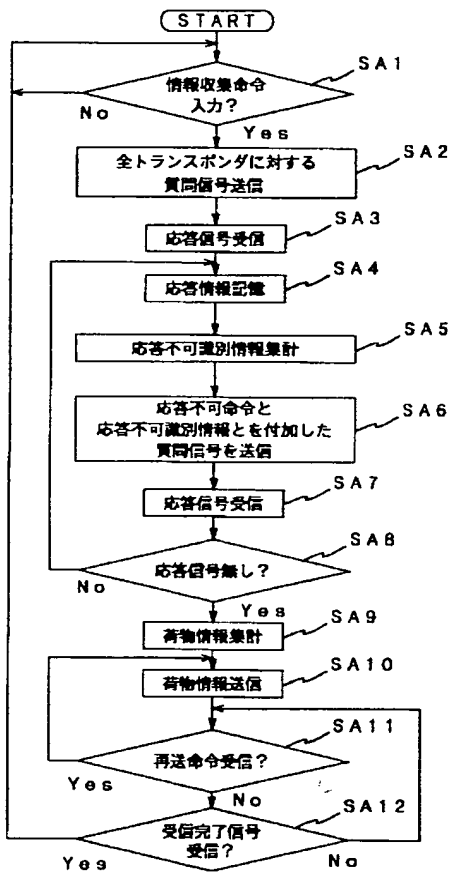 START
情報収集命令
入力?
SA1
No
Yes
全トランスポンダに対する
質問信号送信
SA2
応答信号受信
SA3
応答情報記憶
SA4
応答不可識別情報集計
SA5
応答不可命令と
応答不可識別情報とを付加した
質問信号を送信
SA6
応答信号受信
SA7
応答信号無し?
SA8
No
Yes
荷物情報集計
SA9
荷物情報送信
SA10
再送命令受信?
SA11
Yes
No
受信完了信号
受信?
SA12
Yes
No